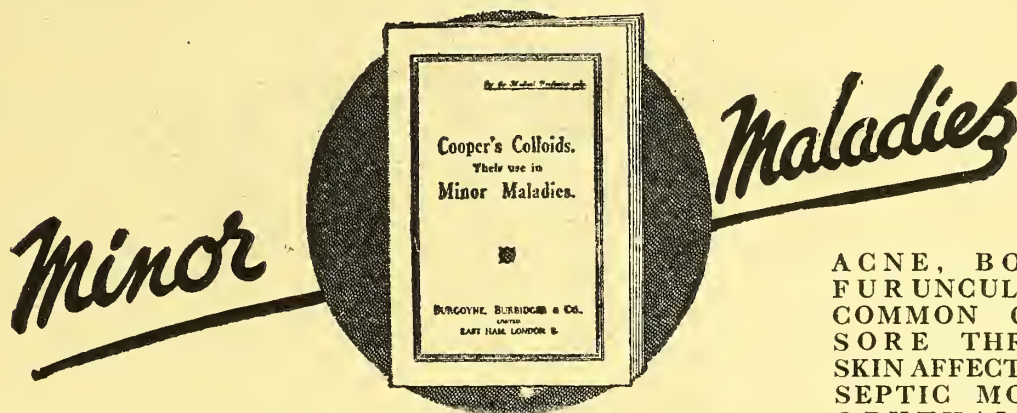 Minor
Maladies
Cooper's Colloids.
Their use in
Minor Maladies.
BURGOYNE, BURBIDGES & CO.,
LIMITED
EAST HAM, LONDON E.
ACNE, BO
FURUNCUL
COMMON C
SORE THR
SKIN AFFECT
SEPTIC MO